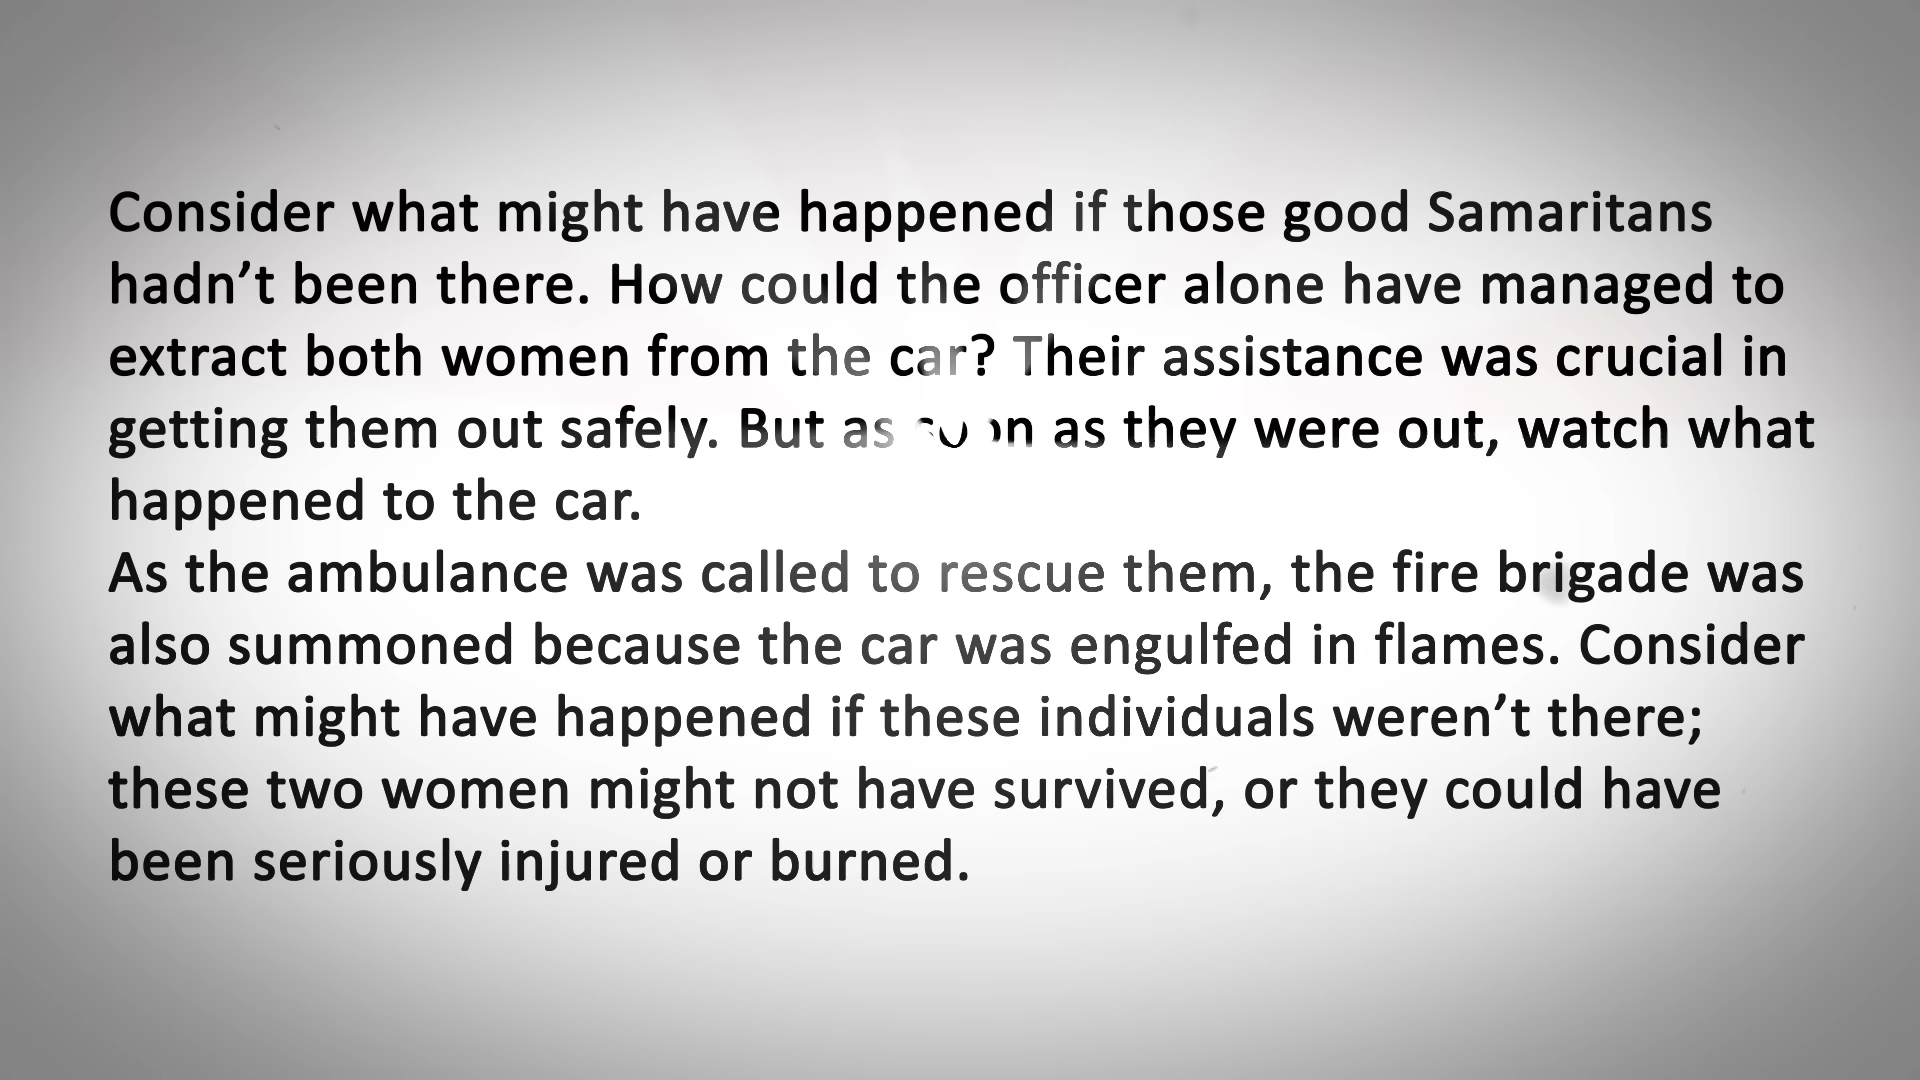 Consider what might have happened if those good Samaritans
hadn’t been there. How could the officer alone have managed to
extract both women from the car? Their assistance was crucial in
getting them out safely. But as soon as they were out, watch what
happened to the car.
As the ambulance was called to rescue them, the fire brigade was
also summoned because the car was engulfed in flames. Consider
what might have happened if these individuals weren’t there;
these two women might not have survived, or they could have
been seriously injured or burned.